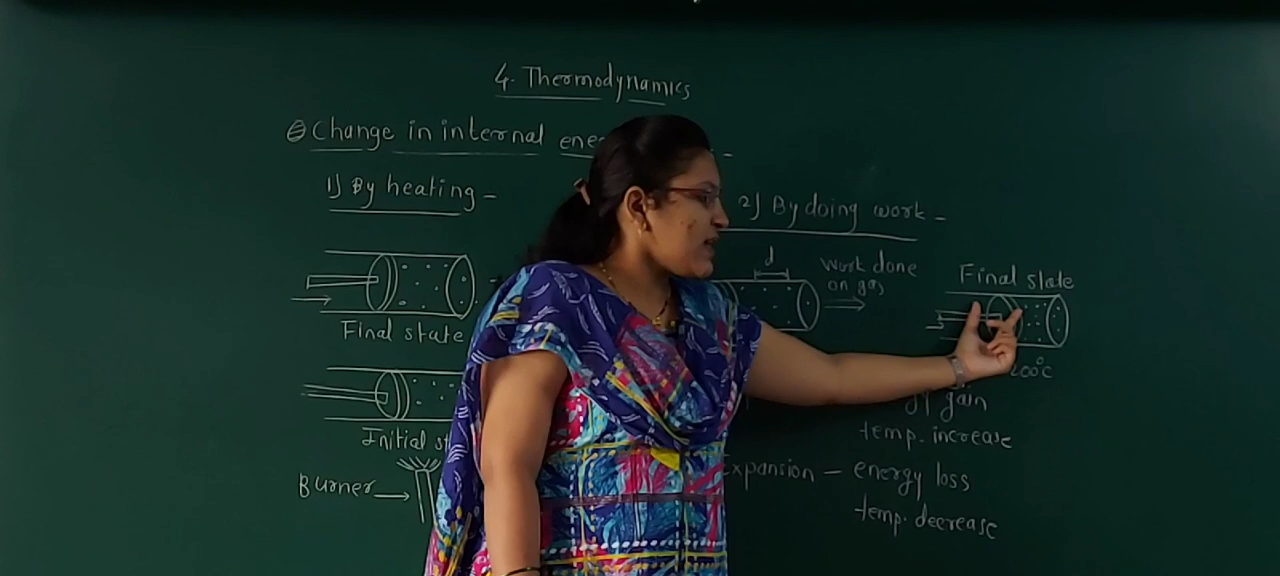 4. Thermodynamics
Change in internal
1) By heating -
Final state
Initial
Burner
2) By doing work -
d
Work done
on gas
Final state
200°C
gain
temp. increase
Expansion - energy loss
temp. decrease